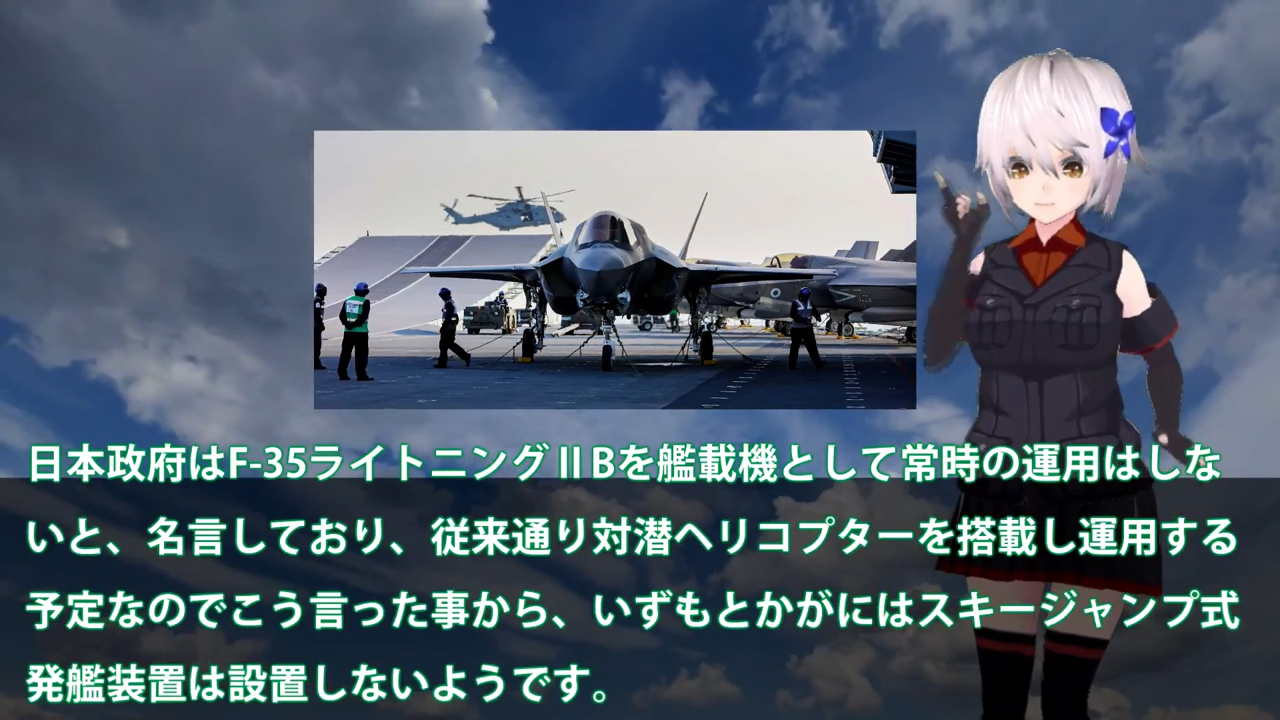 日本政府はF-35ライトニングⅡBを艦載機として常時の運用はしな
いと、名言しており、従来通り対潜ヘリコプターを搭載し運用する
予定なのでこう言った事から、いずもとかがにはスキージャンプ式
発艦装置は設置しないようです。